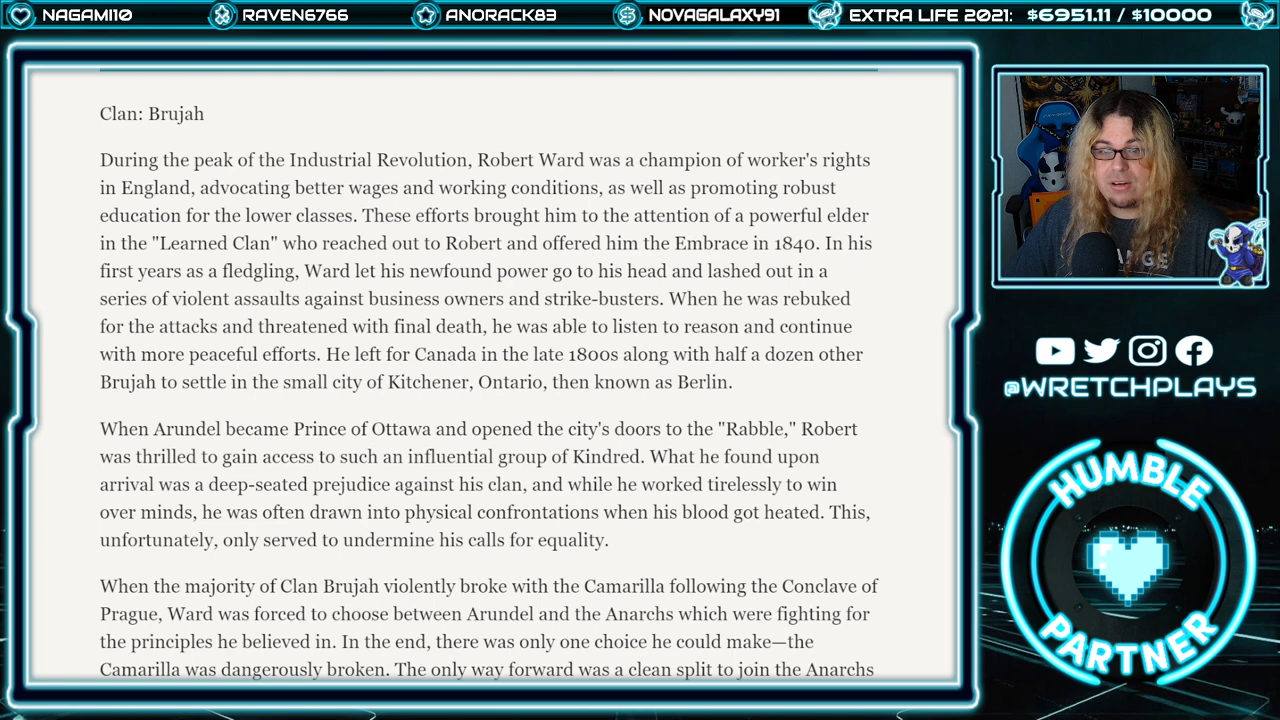 NAGAMI10 RAVEN6766 ANORACK83 NOVAGALAXY91 EXTRA LIFE 2021: $6951.11 / $10000
Clan: Brujah
During the peak of the Industrial Revolution, Robert Ward was a champion of worker's rights
in England, advocating better wages and working conditions, as well as promoting robust
education for the lower classes. These efforts brought him to the attention of a powerful elder
in the "Learned Clan" who reached out to Robert and offered him the Embrace in 1840. In his
first years as a fledgling, Ward let his newfound power go to his head and lashed out in a
series of violent assaults against business owners and strike-busters. When he was rebuked
for the attacks and threatened with final death, he was able to listen to reason and continue
with more peaceful efforts. He left for Canada in the late 1800s along with half a dozen other
Brujah to settle in the small city of Kitchener, Ontario, then known as Berlin.
When Arundel became Prince of Ottawa and opened the city's doors to the "Rabble," Robert
was thrilled to gain access to such an influential group of Kindred. What he found upon
arrival was a deep-seated prejudice against his clan, and while he worked tirelessly to win
over minds, he was often drawn into physical confrontations when his blood got heated. This,
unfortunately, only served to undermine his calls for equality.
When the majority of Clan Brujah violently broke with the Camarilla following the Conclave of
Prague, Ward was forced to choose between Arundel and the Anarchs which were fighting for
the principles he believed in. In the end, there was only one choice he could make—the
Camarilla was dangerously broken. The only way forward was a clean split to join the Anarchs
@WRETCHPLAYS
HUMBLE
PARTNER